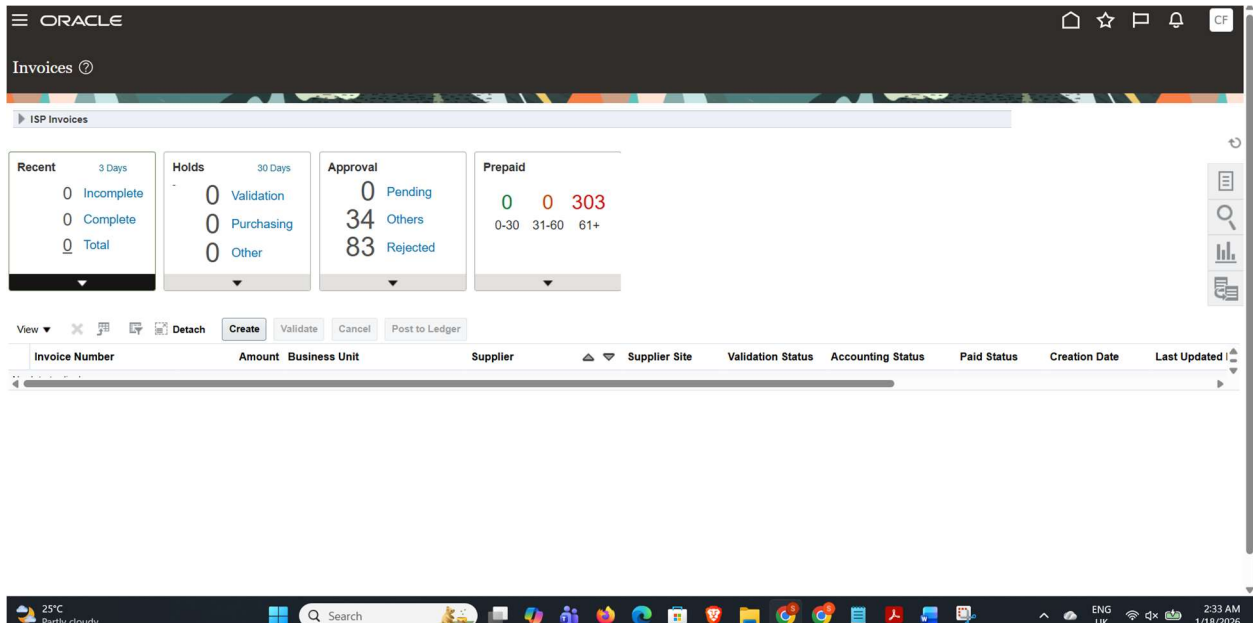 ORACLE
CF
Invoices
ISP Invoices
Recent 3 Days
0 Incomplete
0 Complete
0 Total
Holds 30 Days
0 Validation
0 Purchasing
0 Other
Approval
0 Pending
34 Others
83 Rejected
Prepaid
0 0 303
0-30 31-60 61+
View Detach Create Validate Cancel Post to Ledger
Invoice Number Amount Business Unit Supplier Supplier Site Validation Status Accounting Status Paid Status Creation Date Last Updated
25°C
Partly cloudy
Search
ENG
UK
2:33 AM
1/18/2026